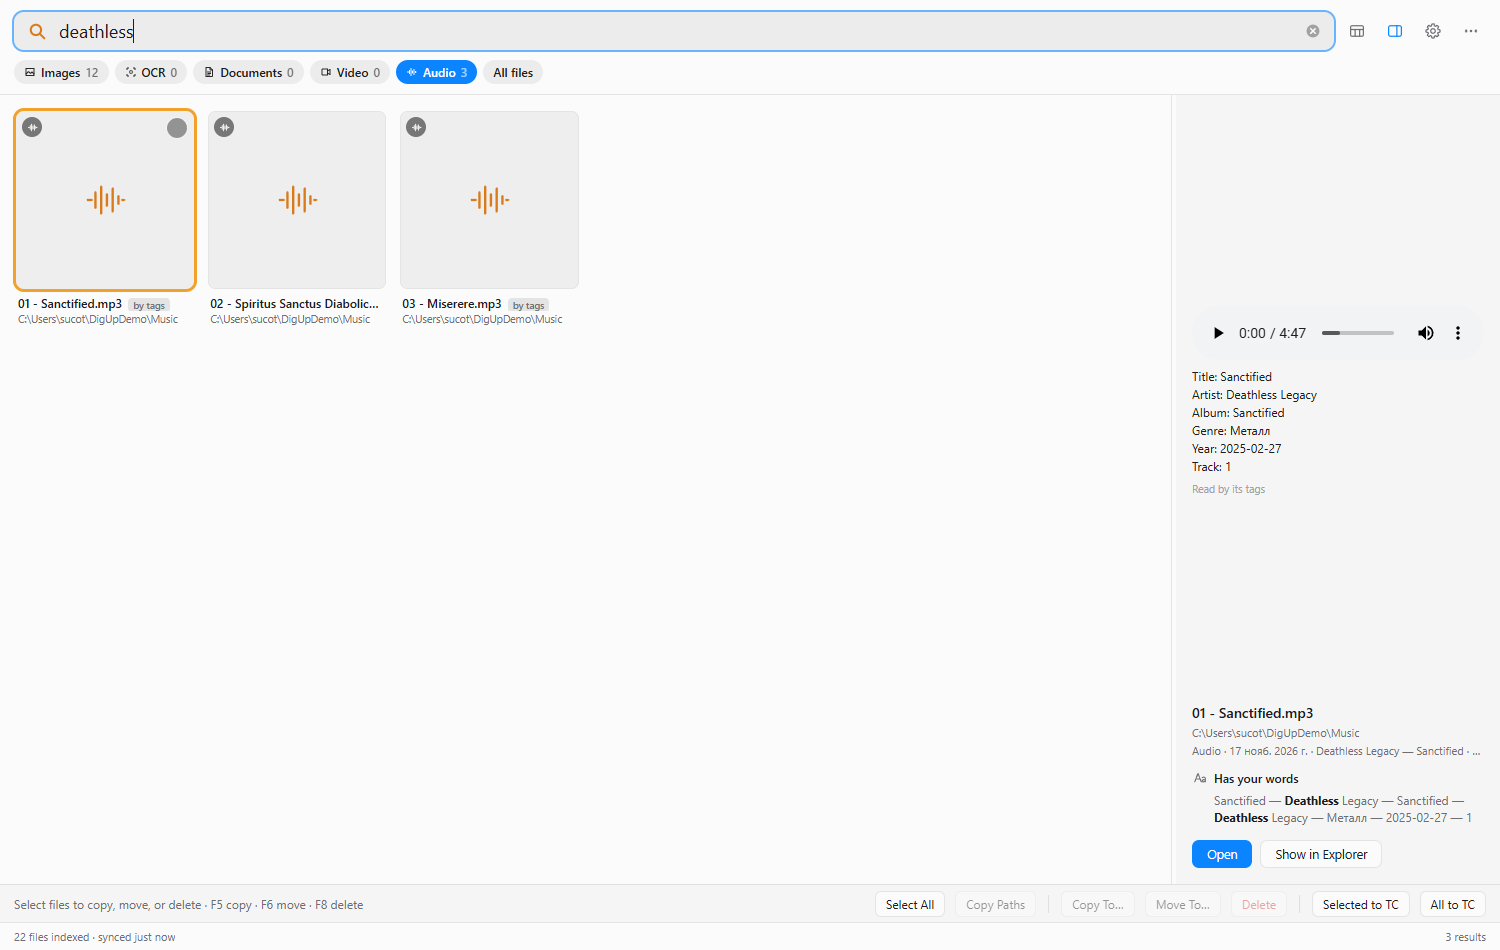 deathless
Images 12
OCR 0
Documents 0
Video 0
Audio 3
All files
01 - Sanctified.mp3 by tags
C:\Users\sucot\DigUpDemo\Music
02 - Spiritus Sanctus Diabolic...
C:\Users\sucot\DigUpDemo\Music
03 - Miserere.mp3 by tags
C:\Users\sucot\DigUpDemo\Music
0:00 / 4:47
Title: Sanctified
Artist: Deathless Legacy
Album: Sanctified
Genre: Металл
Year: 2025-02-27
Track: 1
Read by its tags
01 - Sanctified.mp3
C:\Users\sucot\DigUpDemo\Music
Audio · 17 нояб. 2026 г. · Deathless Legacy — Sanctified · ...
Aa Has your words
Sanctified — Deathless Legacy — Sanctified —
Deathless Legacy — Металл — 2025-02-27 — 1
Open
Show in Explorer
Select files to copy, move, or delete · F5 copy · F6 move · F8 delete
Select All
Copy Paths
Copy To...
Move To...
Delete
Selected to TC
All to TC
22 files indexed · synced just now
3 results